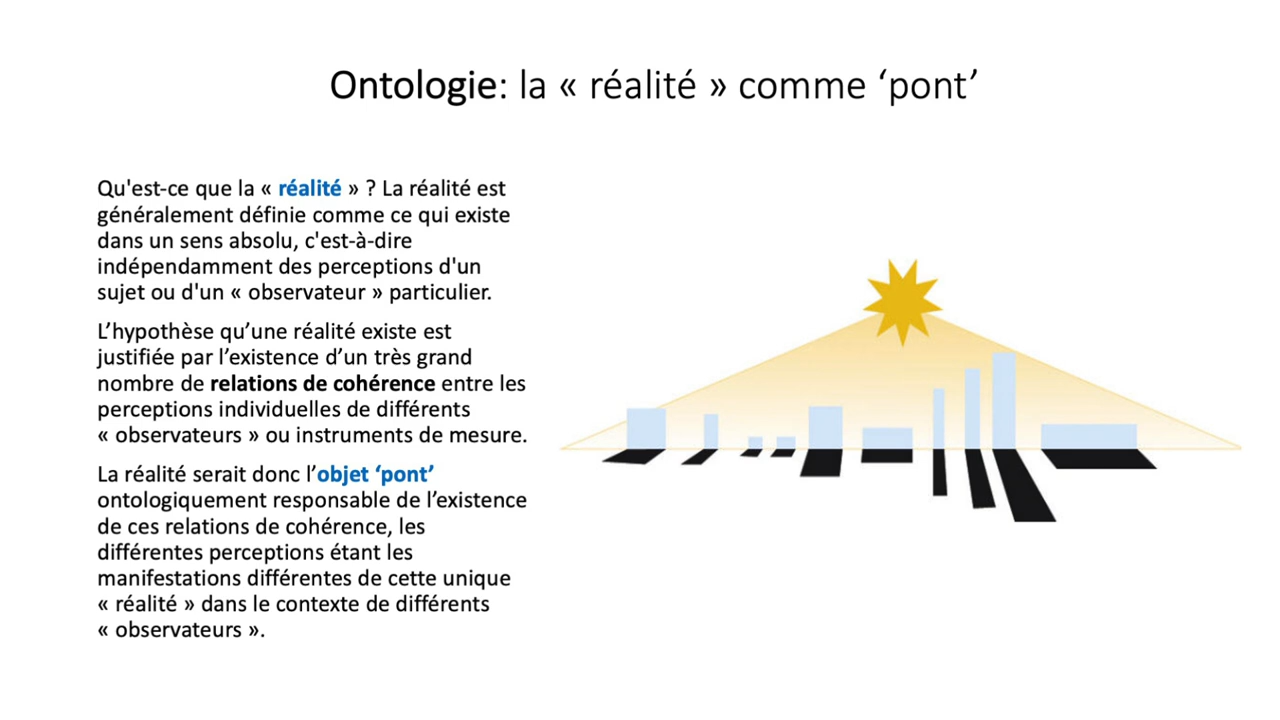 Ontologie: la « réalité » comme ‘pont’
Qu'est-ce que la « réalité » ? La réalité est
généralement définie comme ce qui existe
dans un sens absolu, c'est-à-dire
indépendamment des perceptions d'un
sujet ou d'un « observateur » particulier.
L’hypothèse qu’une réalité existe est
justifiée par l’existence d’un très grand
nombre de relations de cohérence entre les
perceptions individuelles de différents
« observateurs » ou instruments de mesure.
La réalité serait donc l’objet ‘pont’
ontologiquement responsable de l’existence
de ces relations de cohérence, les
différentes perceptions étant les
manifestations différentes de cette unique
« réalité » dans le contexte de différents
« observateurs ».